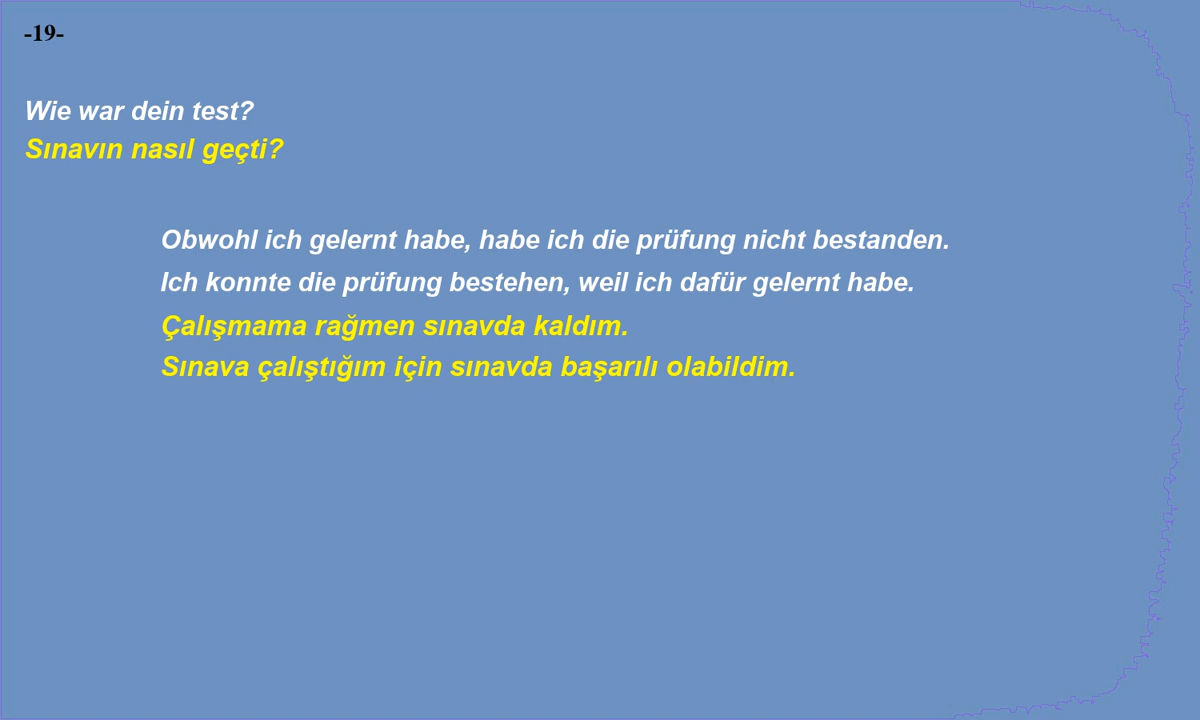 -19-
Wie war dein test?
Sınavın nasıl geçti?
Obwohl ich gelernt habe, habe ich die prüfung nicht bestanden.
Ich konnte die prüfung bestehen, weil ich dafür gelernt habe.
Çalışmama rağmen sınavda kaldım.
Sınava çalıştığım için sınavda başarılı olabildim.